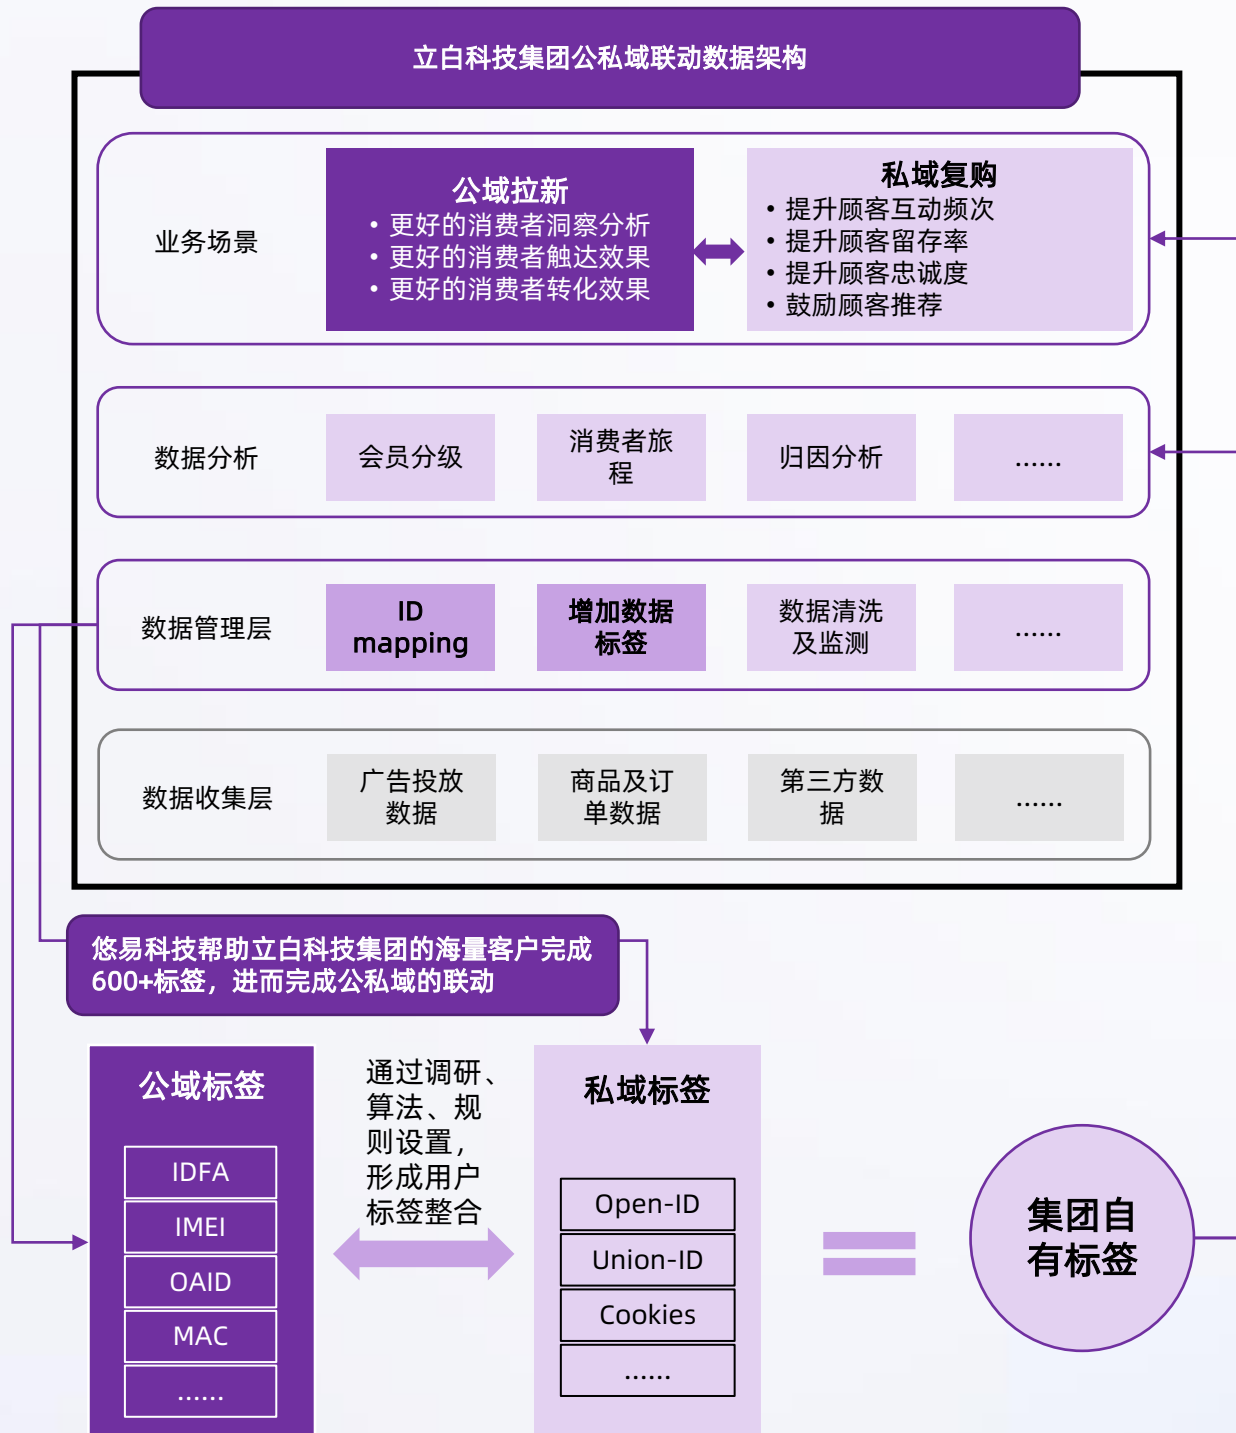 立白科技集团公私域联动数据架构
业务场景
公域拉新
• 更好的消费者洞察分析
• 更好的消费者触达效果
• 更好的消费者转化效果
私域复购
• 提升顾客互动频次
• 提升顾客留存率
• 提升顾客忠诚度
• 鼓励顾客推荐
数据分析
会员分级
消费者旅
程
归因分析
......
数据管理层
ID
mapping
增加数据
标签
数据清洗
及监测
......
数据收集层
广告投放
数据
商品及订
单数据
第三方数
据
......
悠易科技帮助立白科技集团的海量客户完成
600+标签，进而完成公私域的联动
公域标签
IDFA
IMEI
OAID
MAC
......
通过调研、
算法、规
则设置，
形成用户
标签整合
私域标签
Open-ID
Union-ID
Cookies
......
集团自
有标签